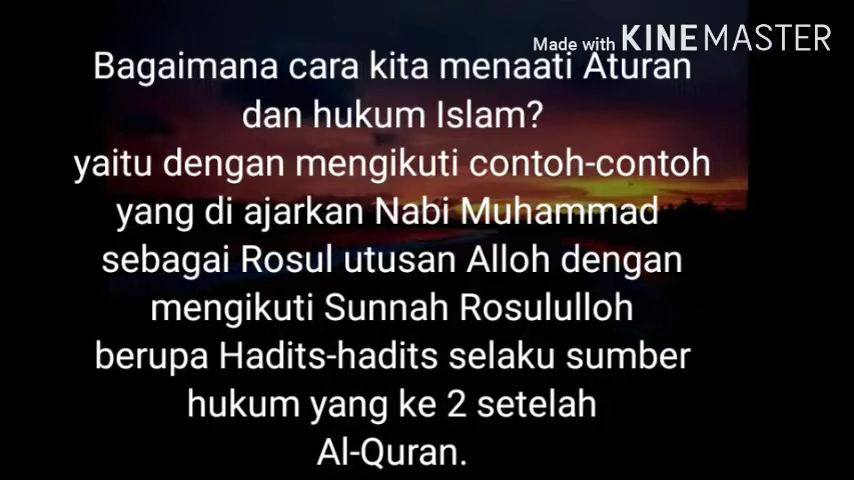 Made with KINEMASTER
Bagaimana cara kita menaati Aturan
dan hukum Islam?
yaitu dengan mengikuti contoh-contoh
yang di ajarkan Nabi Muhammad
sebagai Rosul utusan Alloh dengan
mengikuti Sunnah Rosululloh
berupa Hadits-hadits selaku sumber
hukum yang ke 2 setelah
Al-Quran.